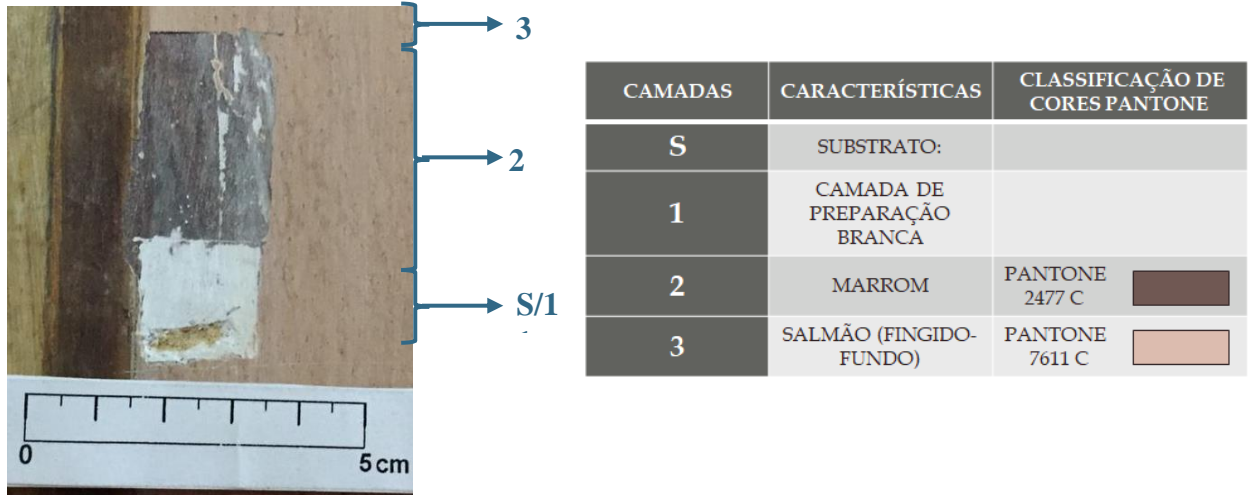 3
2
S/1
0
5 cm
CAMADAS CARACTERÍSTICAS CLASSIFICAÇÃO DE
CORES PANTONE
S SUBSTRATO:
CAMADA DE
1 PREPARAÇÃO
BRANCA
2 MARROM PANTONE
2477 C
3 SALMÃO (FINGIDO-
FUNDO) PANTONE
7611 C